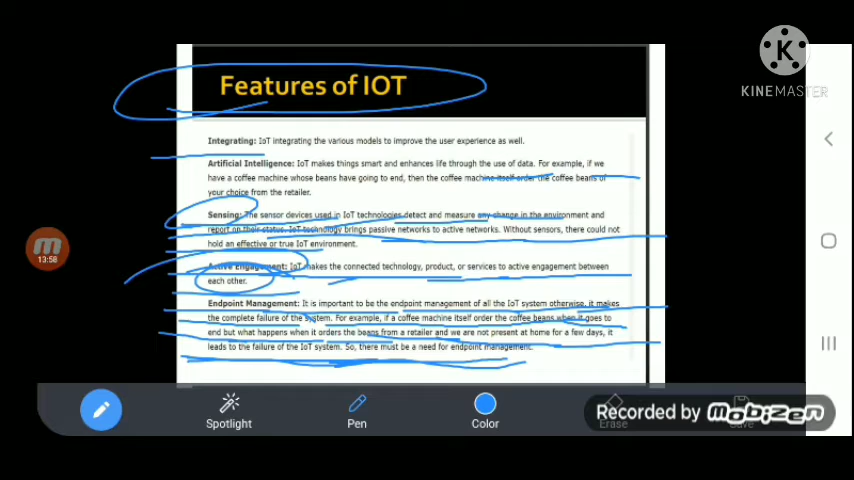 Features of IOT
KINEMASTER
Integrating: IoT integrating the various models to improve the user experience as well.
Artificial Intelligence: IoT makes things smart and enhances life through the use of data. For example, if we
have a coffee machine whose beans have going to end, then the coffee machine itself order the coffee beans of
your choice from the retailer.
Sensing: The sensor devices used in IoT technologies detect and measure any change in the environment and
report on their status. IoT technology brings passive networks to active networks. Without sensors, there could not
hold an effective or true IoT environment.
Active Engagement: IoT makes the connected technology, product, or services to active engagement between
each other.
Endpoint Management: It is important to be the endpoint management of all the IoT system otherwise, it makes
the complete failure of the system. For example, if a coffee machine itself order the coffee beans when it goes to
end but what happens when it orders the beans from a retailer and we are not present at home for a few days, it
leads to the failure of the IoT system. So, there must be a need for endpoint management.
13:58
Spotlight
Pen
Color
Erase
Save
Recorded by Mobizen